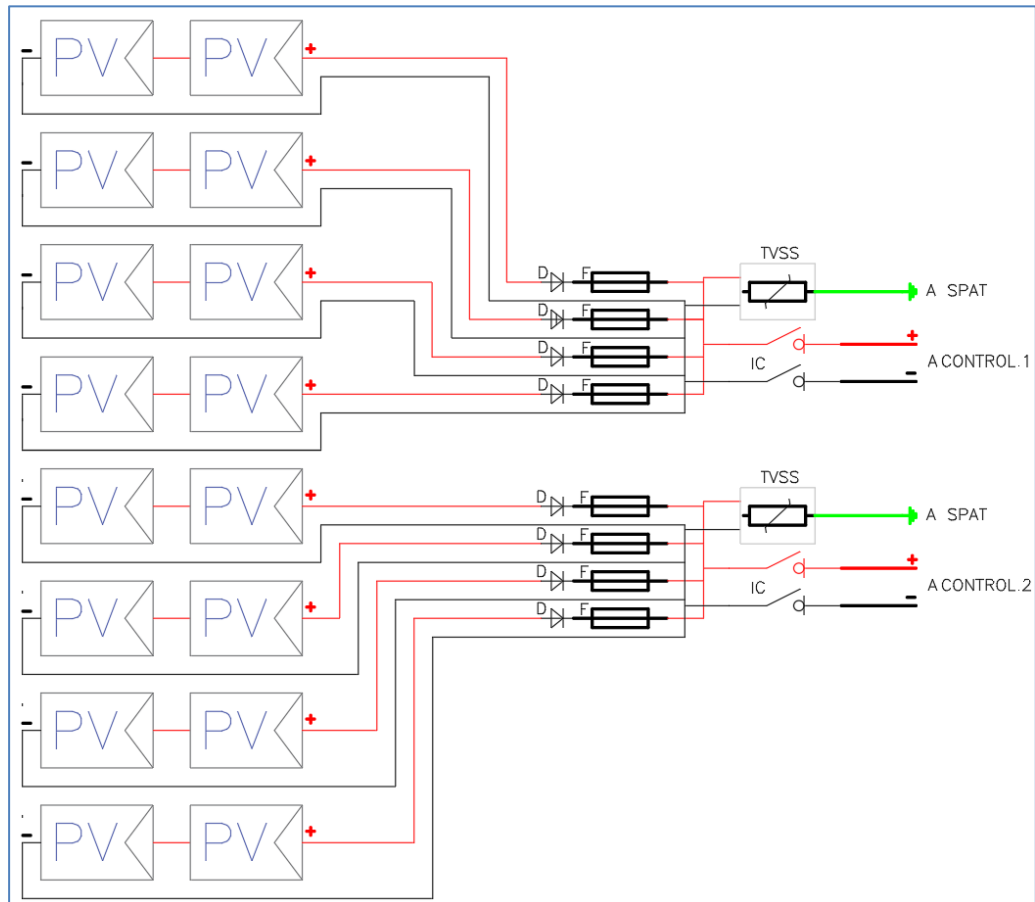 - PV PV +
- PV PV +
- PV PV +
- PV PV +
D F
D F
D F
D F
TVSS
A SPAT
+
IC
A CONTROL.1
-
- PV PV +
- PV PV +
- PV PV +
- PV PV +
D F
D F
D F
D F
TVSS
A SPAT
+
IC
A CONTROL.2
-